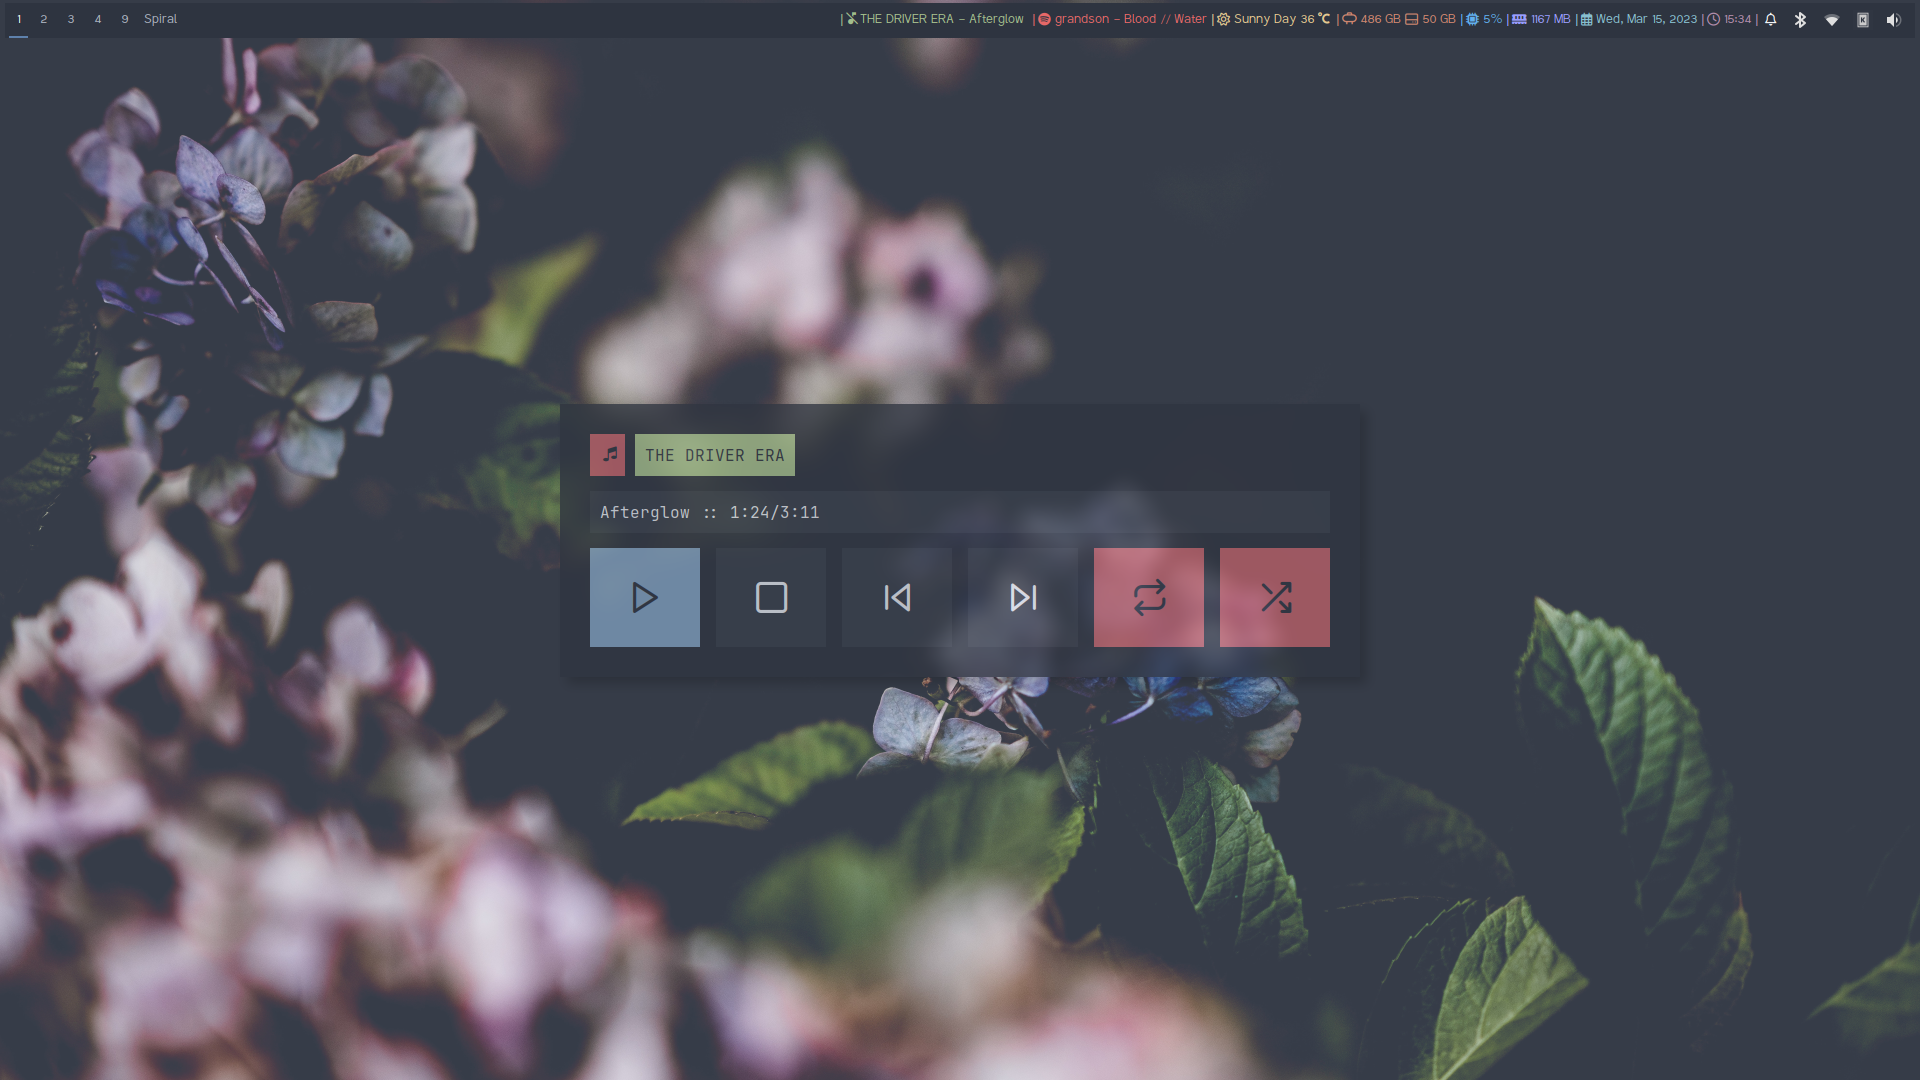 1 2 3 4 9 Spiral | THE DRIVER ERA – Afterglow | grandson – Blood // Water | Sunny Day 36 ℃ | 486 GB 50 GB | 5% | 1167 MB | Wed, Mar 15, 2023 | 15:34 |
THE DRIVER ERA
Afterglow :: 1:24/3:11